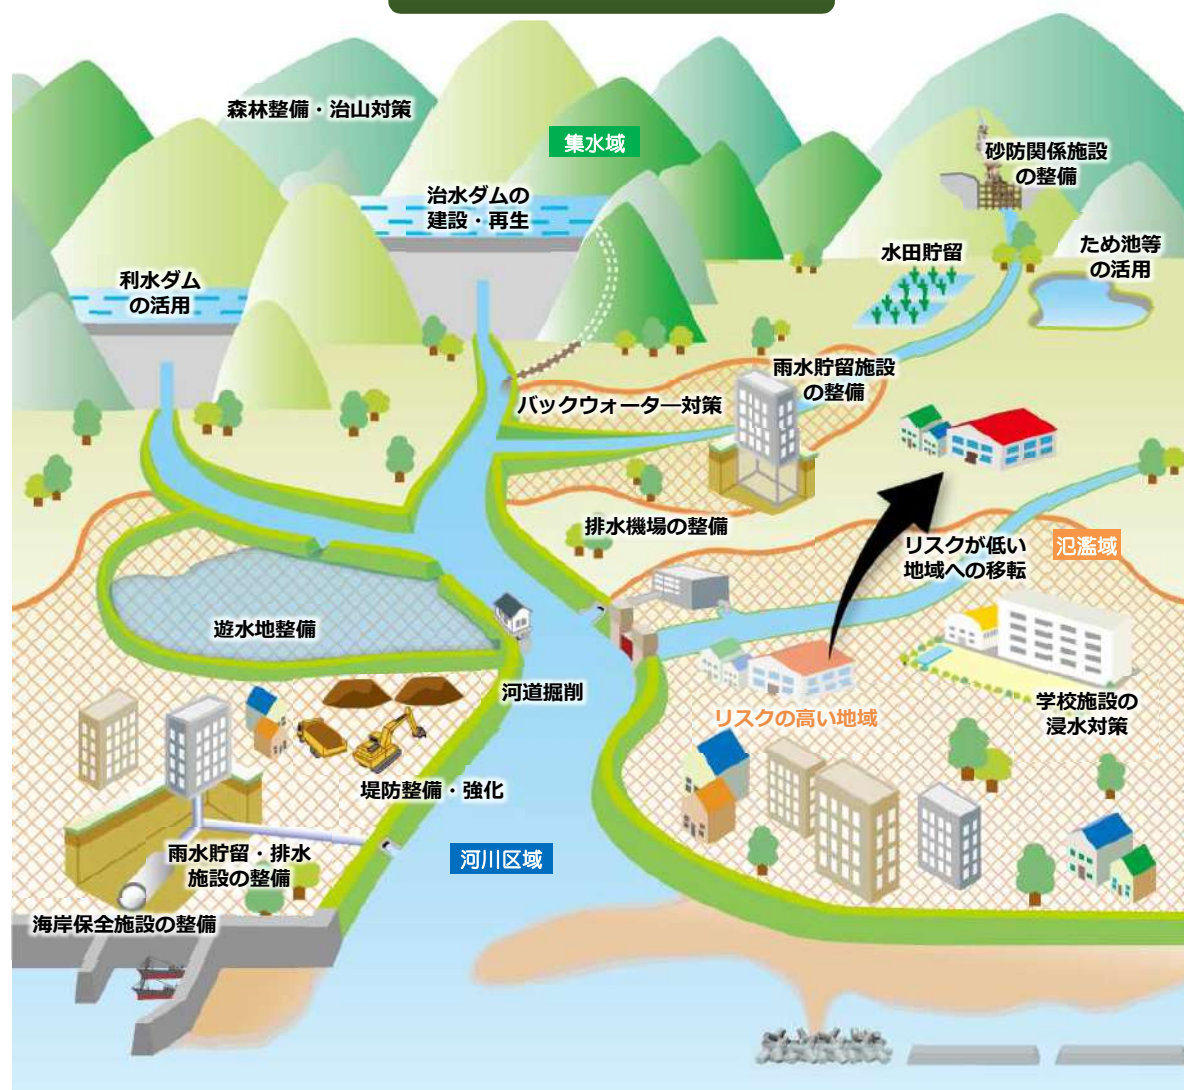 森林整備・治山対策
集水域
砂防関係施設
の整備
治水ダムの
建設・再生
水田貯留
ため池等
の活用
利水ダム
の活用
雨水貯留施設
の整備
バックウォーター対策
排水機場の整備
リスクが低い
地域への移転
氾濫域
遊水地整備
河道掘削
リスクの高い地域
学校施設の
浸水対策
堤防整備・強化
雨水貯留・排水
施設の整備
河川区域
海岸保全施設の整備